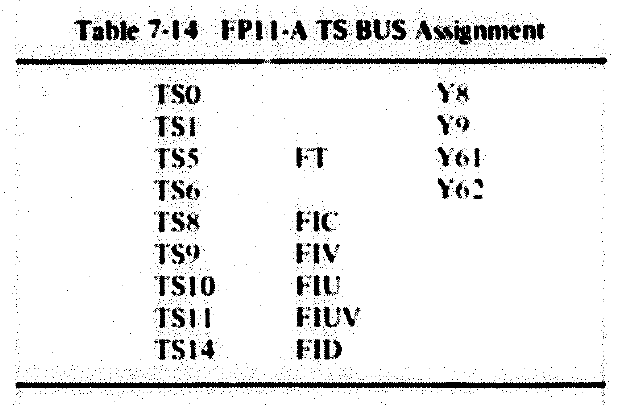 Table 7-14 FP11-A TS BUS Assignment
TS0 Y8
TS1 Y9
TS5 FT Y61
TS6 Y62
TS8 FIC
TS9 FIV
TS10 FIU
TS11 FIUV
TS14 FID